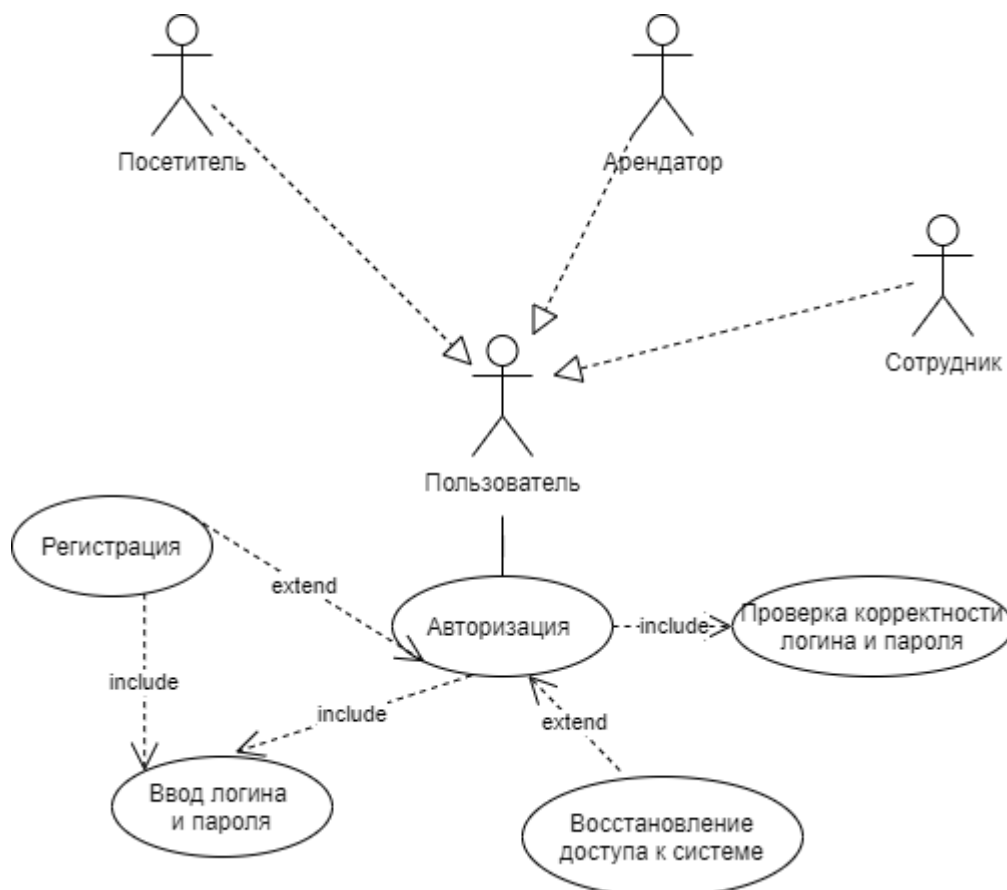 Посетитель
Арендатор
Сотрудник
Пользователь
Регистрация
extend
Авторизация
include
Проверка корректности
логина и пароля
include
include
extend
Ввод логина
и пароля
Восстановление
доступа к системе